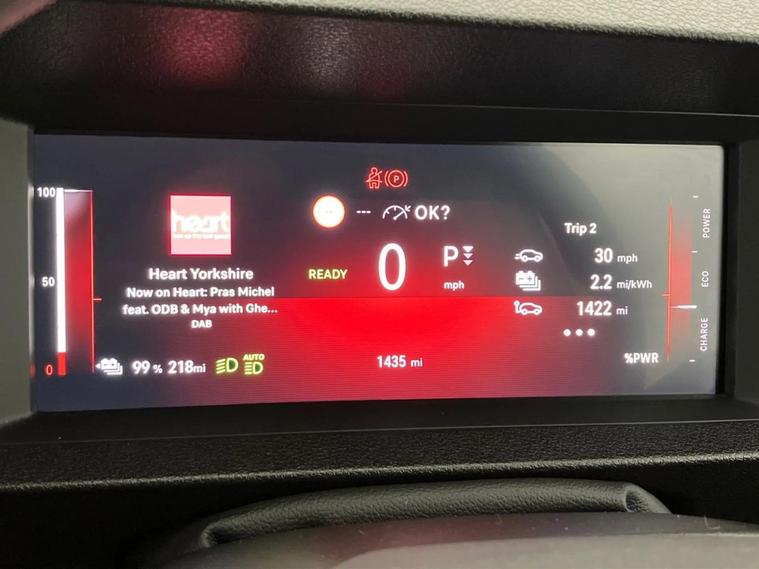 100
50
0
heart
Heart Yorkshire
Now on Heart: Pras Michel
feat. ODB & Mya with Ghe...
DAB
99 % 218mi
AUTO
P
--- OK?
READY
0
P
mph
1435 mi
Trip 2
30 mph
2.2 mi/kWh
1422 mi
%PWR
POWER
ECO
CHARGE